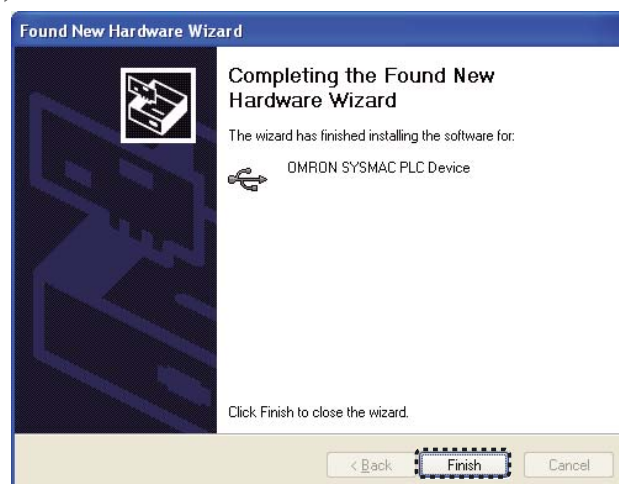 Found New Hardware Wizard
Completing the Found New
Hardware Wizard
The wizard has finished installing the software for:
OMRON SYSMAC PLC Device
Click Finish to close the wizard.
< Back Finish Cancel